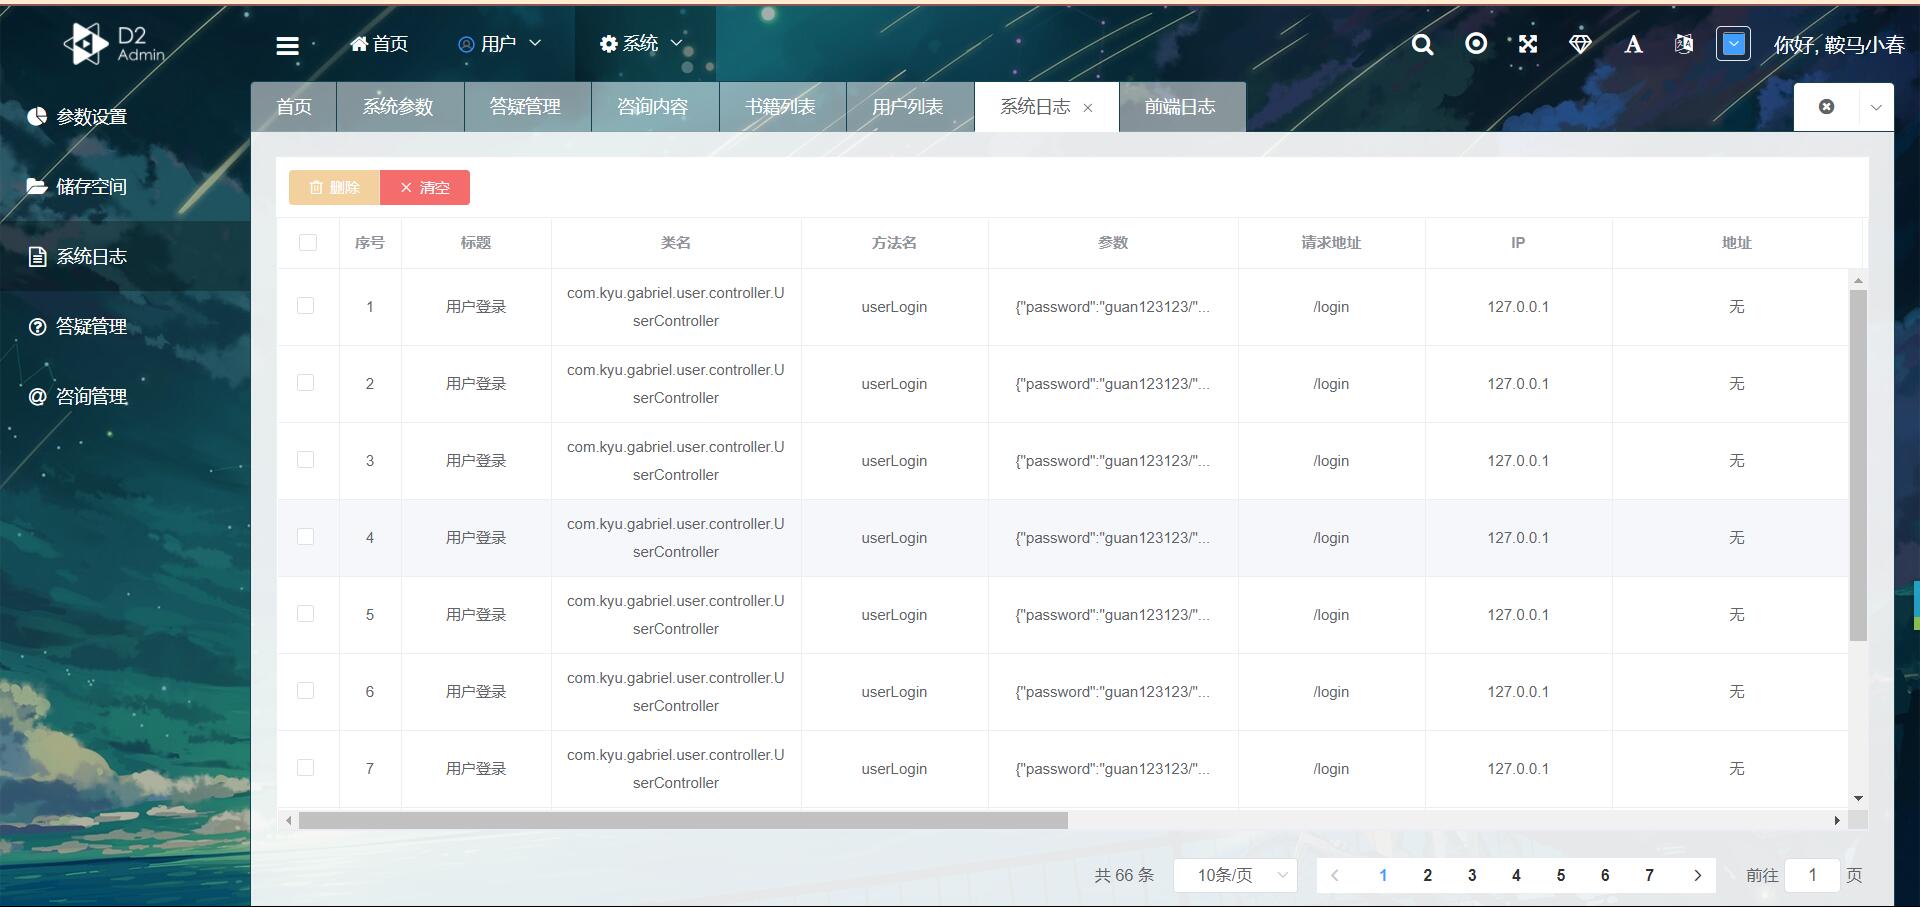 D2
Admin
首页
用户
系统
A
你好, 鞍马小春
首页
系统参数
答疑管理
咨询内容
书籍列表
用户列表
系统日志
前端日志
参数设置
储存空间
系统日志
答疑管理
咨询管理
删除
清空
序号 标题 类名 方法名 参数 请求地址 IP 地址
1 用户登录 com.kyu.gabriel.user.controller.U userLogin {"password":"guan123123/"... /login 127.0.0.1 无
serController
2 用户登录 com.kyu.gabriel.user.controller.U userLogin {"password":"guan123123/"... /login 127.0.0.1 无
serController
3 用户登录 com.kyu.gabriel.user.controller.U userLogin {"password":"guan123123/"... /login 127.0.0.1 无
serController
4 用户登录 com.kyu.gabriel.user.controller.U userLogin {"password":"guan123123/"... /login 127.0.0.1 无
serController
5 用户登录 com.kyu.gabriel.user.controller.U userLogin {"password":"guan123123/"... /login 127.0.0.1 无
serController
6 用户登录 com.kyu.gabriel.user.controller.U userLogin {"password":"guan123123/"... /login 127.0.0.1 无
serController
7 用户登录 com.kyu.gabriel.user.controller.U userLogin {"password":"guan123123/"... /login 127.0.0.1 无
serController
共 66 条 10条/页 1 2 3 4 5 6 7 前往 1 页